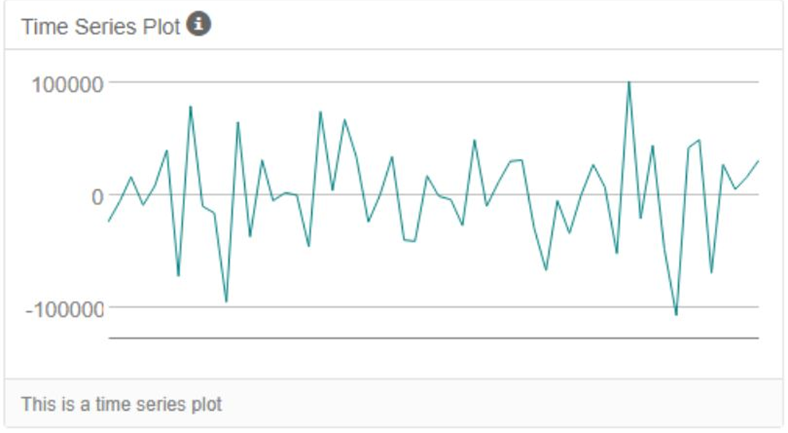 Time Series Plot i
100000
0
-100000
This is a time series plot